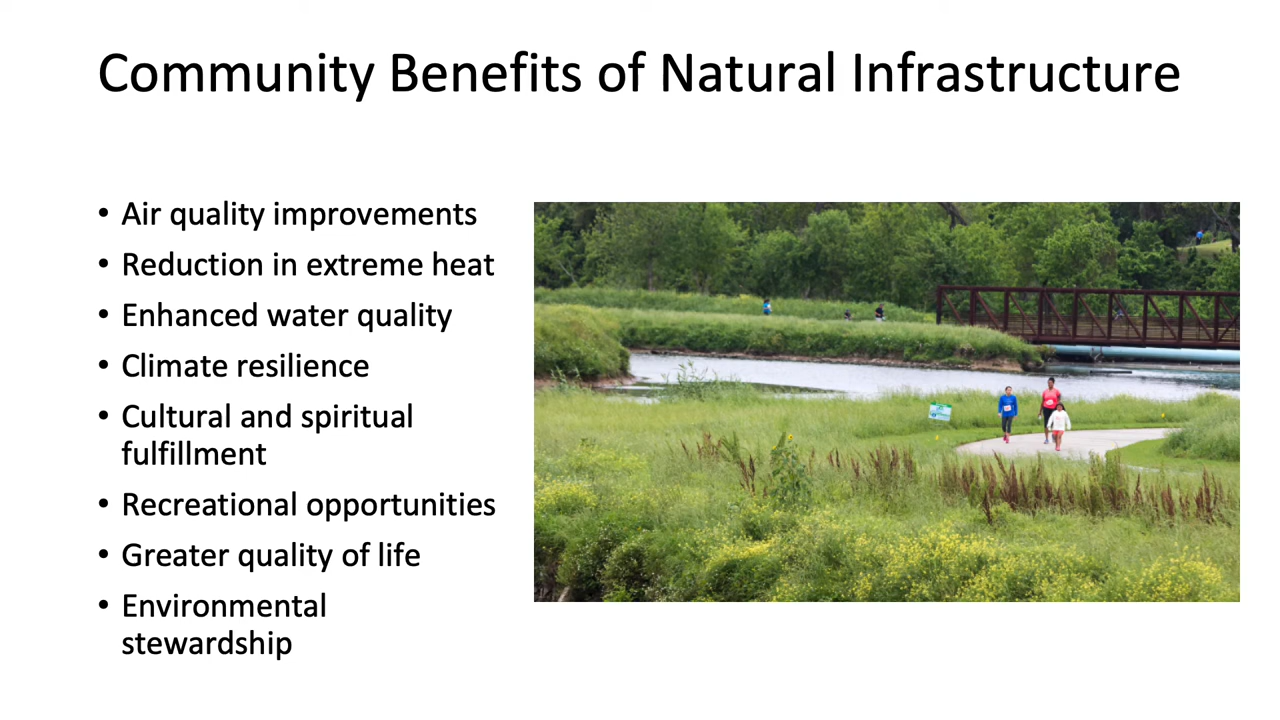 Community Benefits of Natural Infrastructure
• Air quality improvements
• Reduction in extreme heat
• Enhanced water quality
• Climate resilience
• Cultural and spiritual
fulfillment
• Recreational opportunities
• Greater quality of life
• Environmental
stewardship